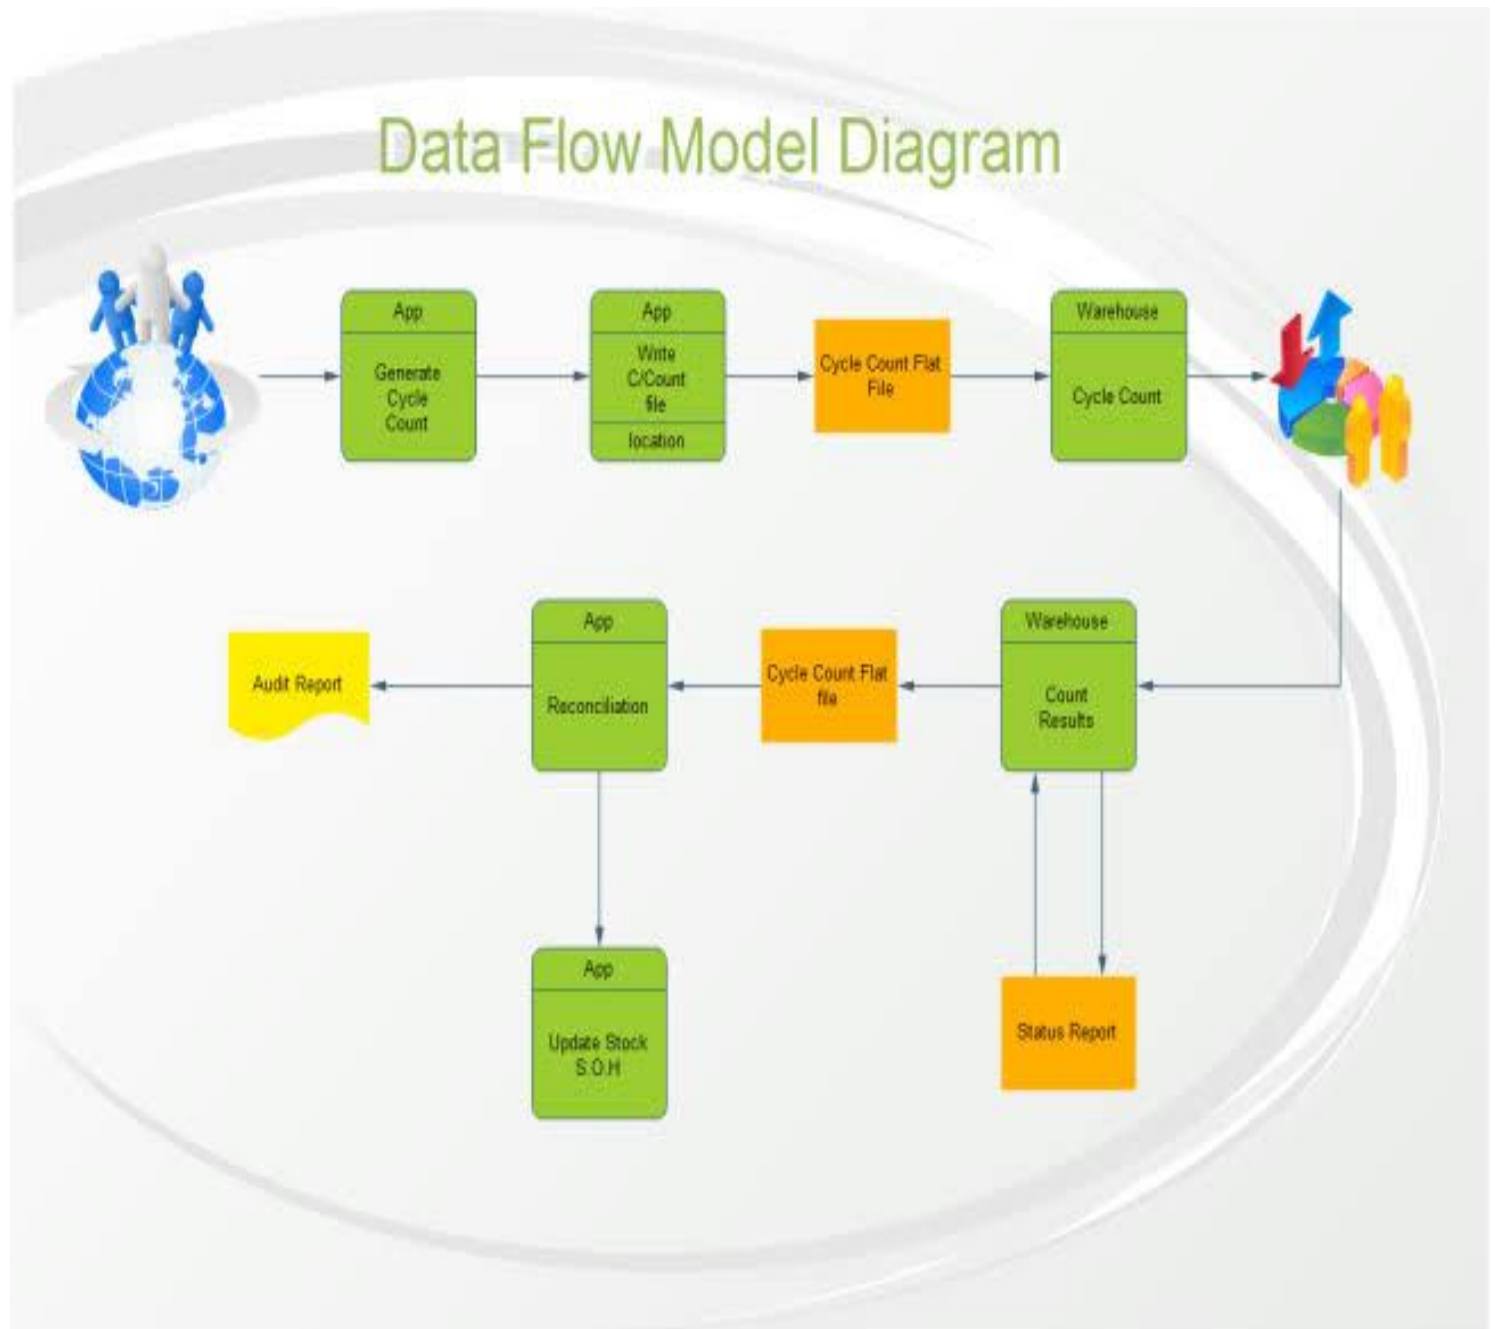 Data Flow Model Diagram
App
Generate
Cycle
Count
App
Write
C/Count
file
location
Cycle Count Flat
File
Warehouse
Cycle Count
Audit Report
App
Reconciliation
Cycle Count Flat
file
Warehouse
Count
Results
App
Update Stock
S.O.H
Status Report